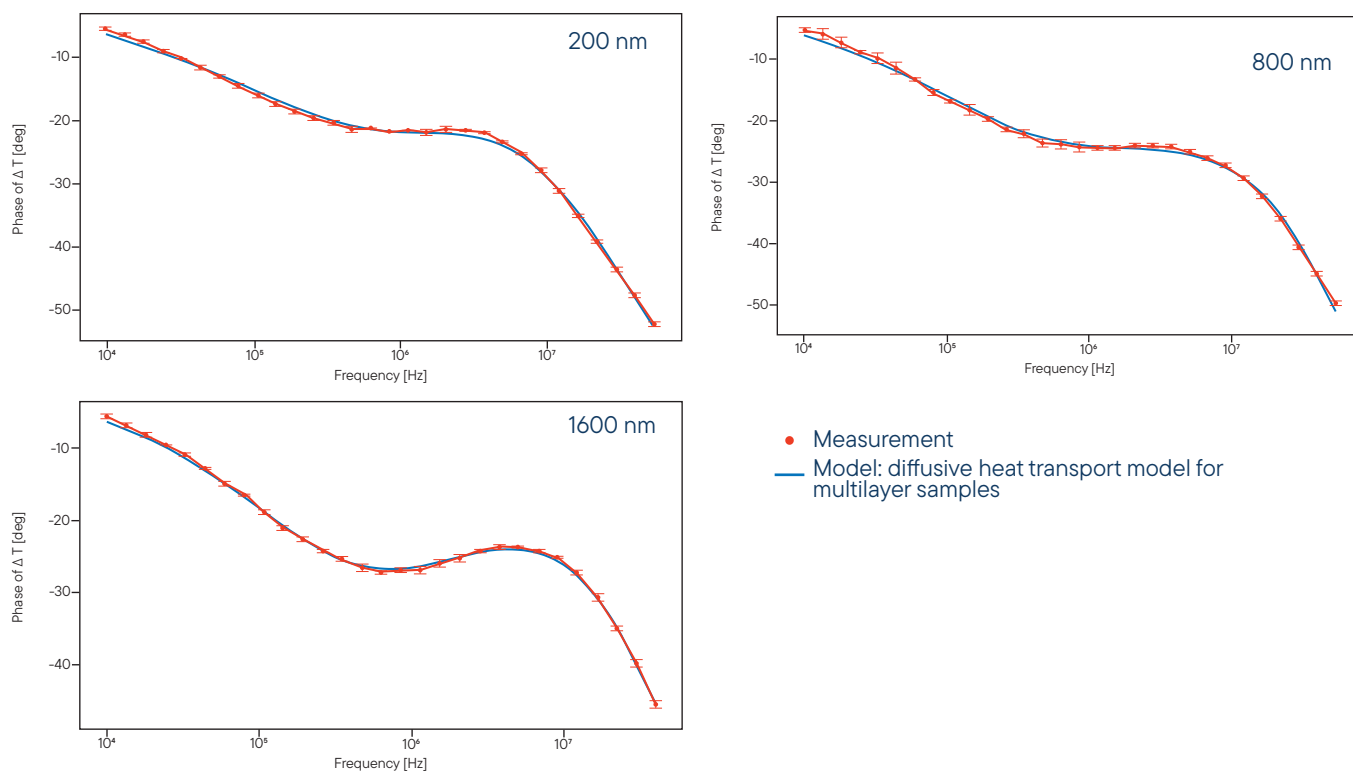 200 nm
-10
-20
-30
-40
-50
Phase of Δ T [deg]
10⁴
10⁵
10⁶
10⁷
Frequency [Hz]
800 nm
-10
-20
-30
-40
-50
Phase of Δ T [deg]
10⁴
10⁵
10⁶
10⁷
Frequency [Hz]
1600 nm
-10
-20
-30
-40
Phase of Δ T [deg]
10⁴
10⁵
10⁶
10⁷
Frequency [Hz]
Measurement
Model: diffusive heat transport model for
multilayer samples